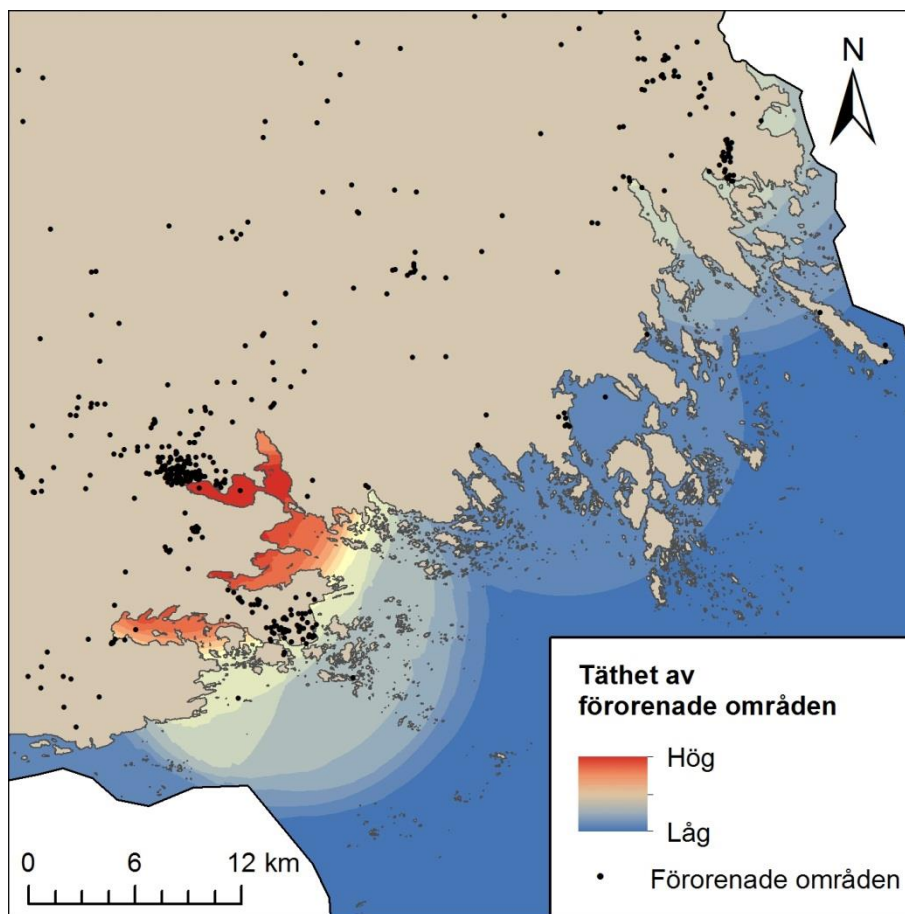 N
Täthet av
förorenade områden
Hög
Låg
Förorenade områden
0 6 12 km